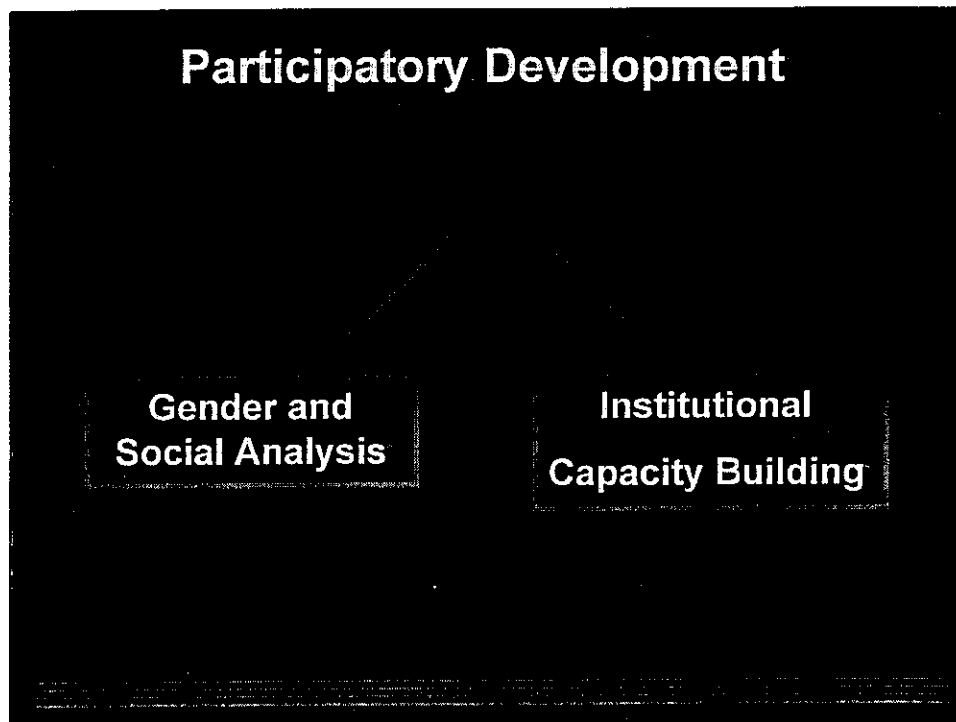 Participatory Development
Gender and
Social Analysis
Institutional
Capacity Building